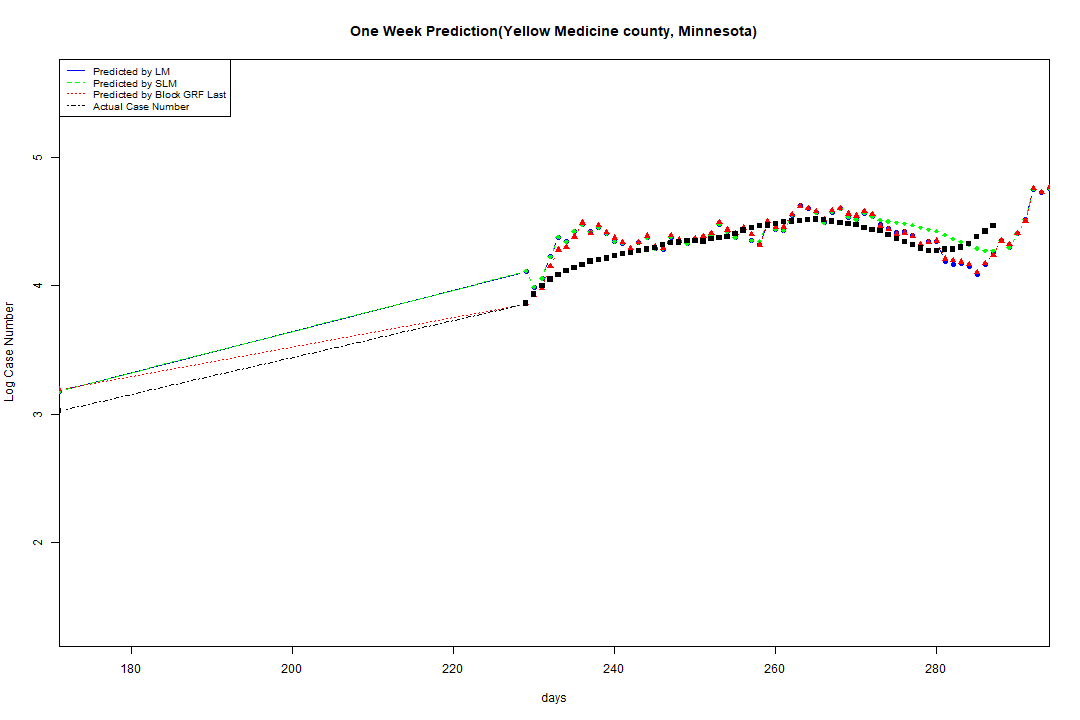 One Week Prediction(Yellow Medicine county, Minnesota)
Predicted by LM
Predicted by SLM
Predicted by Block GRF Last
Actual Case Number
5
4
3
2
Log Case Number
180 200 220 240 260 280
days